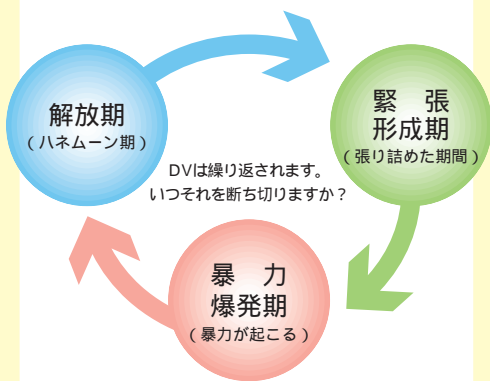 解放期
（ハネムーン期）
緊　張
形成期
（張り詰めた期間）
DVは繰り返されます。
いつそれを断ち切りますか？
暴　力
爆発期
（暴力が起こる）